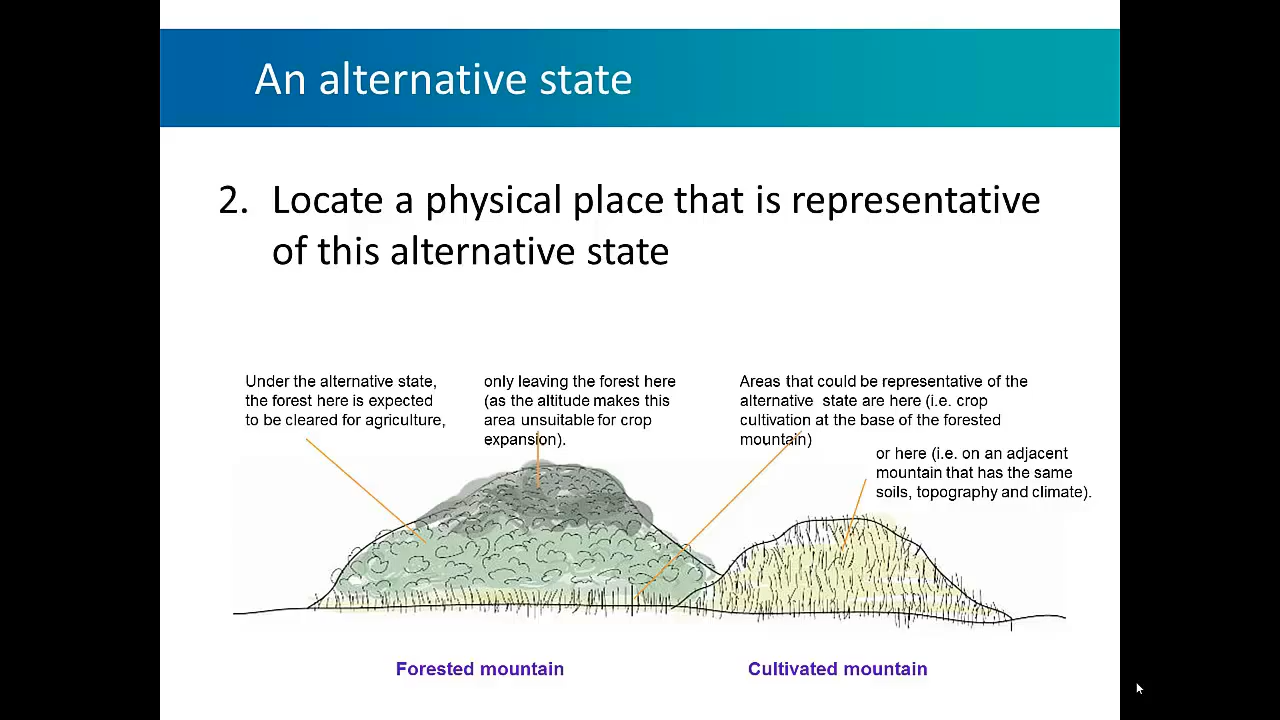 An alternative state
2. Locate a physical place that is representative
of this alternative state
Under the alternative state,
the forest here is expected
to be cleared for agriculture,
only leaving the forest here
(as the altitude makes this
area unsuitable for crop
expansion).
Areas that could be representative of the
alternative state are here (i.e. crop
cultivation at the base of the forested
mountain)
or here (i.e. on an adjacent
mountain that has the same
soils, topography and climate).
Forested mountain
Cultivated mountain